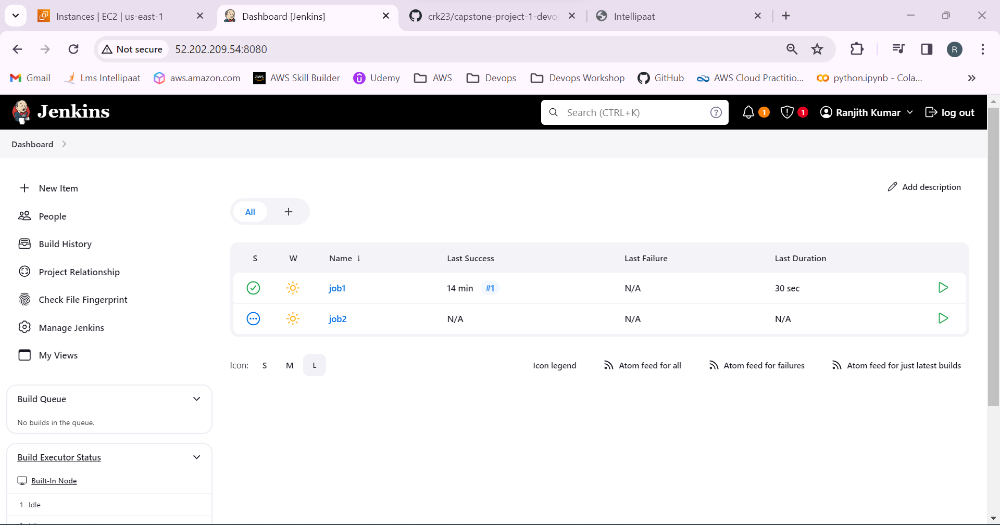 Instances | EC2 | us-east-1
Dashboard [Jenkins]
crk23/capstone-project-1-devo
Intellipaat
Not secure
52.202.209.54:8080
R
Gmail
Lms Intellipaat
aws.amazon.com
aws
AWS Skill Builder
Udemy
AWS
Devops
Devops Workshop
GitHub
AWS Cloud Practitio...
python.ipynb - Cola...
Jenkins
Search (CTRL+K)
1
1
Ranjith Kumar
log out
Dashboard
New Item
People
Build History
Project Relationship
Check File Fingerprint
Manage Jenkins
My Views
Add description
All
S W Name ↓ Last Success Last Failure Last Duration
job1 14 min #1 N/A 30 sec
job2 N/A N/A N/A
Icon: S M L
Icon legend
Atom feed for all
Atom feed for failures
Atom feed for just latest builds
Build Queue
No builds in the queue.
Build Executor Status
Built-In Node
1 Idle